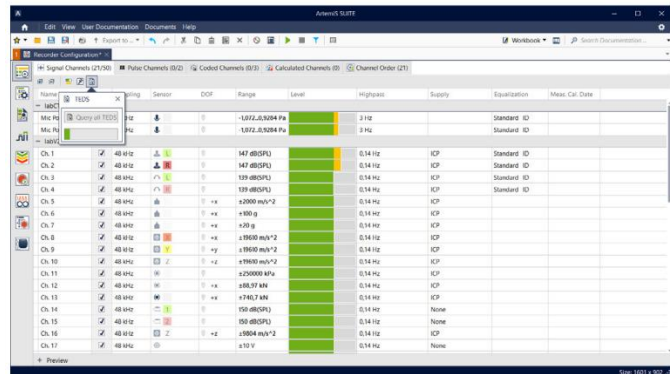 ArtemiS SUITE
Edit View User Documentation Documents Help
Export to... Workbook Search Documentation...
1 Recorder Configuration*
Signal Channels (21/50) Pulse Channels (0/2) Coded Channels (0/3) Calculated Channels (0) Channel Order (21)
TEDS
Query all TEDS
Sensor DOF Range Level Highpass Supply Equalization Meas. Cal. Date
-1,072..0,9284 Pa 3 Hz Standard ID
-1,072..0,9284 Pa 3 Hz Standard ID
Ch. 1 48 kHz L 147 dB(SPL) 0,14 Hz ICP Standard ID
Ch. 2 48 kHz R 147 dB(SPL) 0,14 Hz ICP Standard ID
Ch. 3 48 kHz L 139 dB(SPL) 0,14 Hz ICP Standard ID
Ch. 4 48 kHz R 139 dB(SPL) 0,14 Hz ICP Standard ID
Ch. 5 48 kHz +x ±2000 m/s^2 0,14 Hz ICP
Ch. 6 48 kHz +x ±100 g 0,14 Hz ICP
Ch. 7 48 kHz +x ±20 g 0,14 Hz ICP
Ch. 8 48 kHz X +x ±19610 m/s^2 0,14 Hz ICP
Ch. 9 48 kHz Y +y ±19610 m/s^2 0,14 Hz ICP
Ch. 10 48 kHz Z +z ±19610 m/s^2 0,14 Hz ICP
Ch. 11 48 kHz ±250000 kPa 0,14 Hz ICP
Ch. 12 48 kHz +x ±88,97 kN 0,14 Hz ICP
Ch. 13 48 kHz +x ±740,7 kN 0,14 Hz ICP
Ch. 14 48 kHz 1 150 dB(SPL) 0,14 Hz None
Ch. 15 48 kHz 2 150 dB(SPL) 0,14 Hz None
Ch. 16 48 kHz Z +z ±9804 m/s^2 0,14 Hz ICP
Ch. 17 48 kHz ±10 V 0,14 Hz None
Preview
Size: 1601 x 902